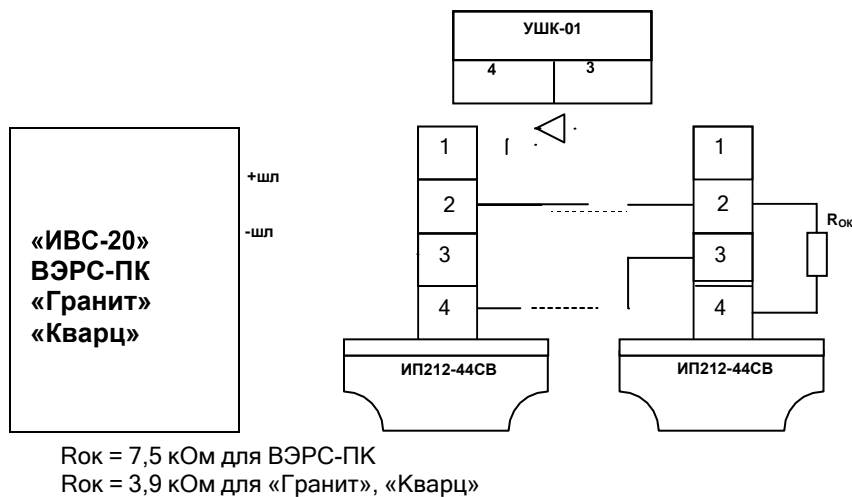 УШК-01
4 3
+шл
-шл
«ИВС-20»
ВЭРС-ПК
«Гранит»
«Кварц»
1
2
3
4
ИП212-44СВ
1
2
3
4
ИП212-44СВ
Rок
Rок = 7,5 кОм для ВЭРС-ПК
Rок = 3,9 кОм для «Гранит», «Кварц»